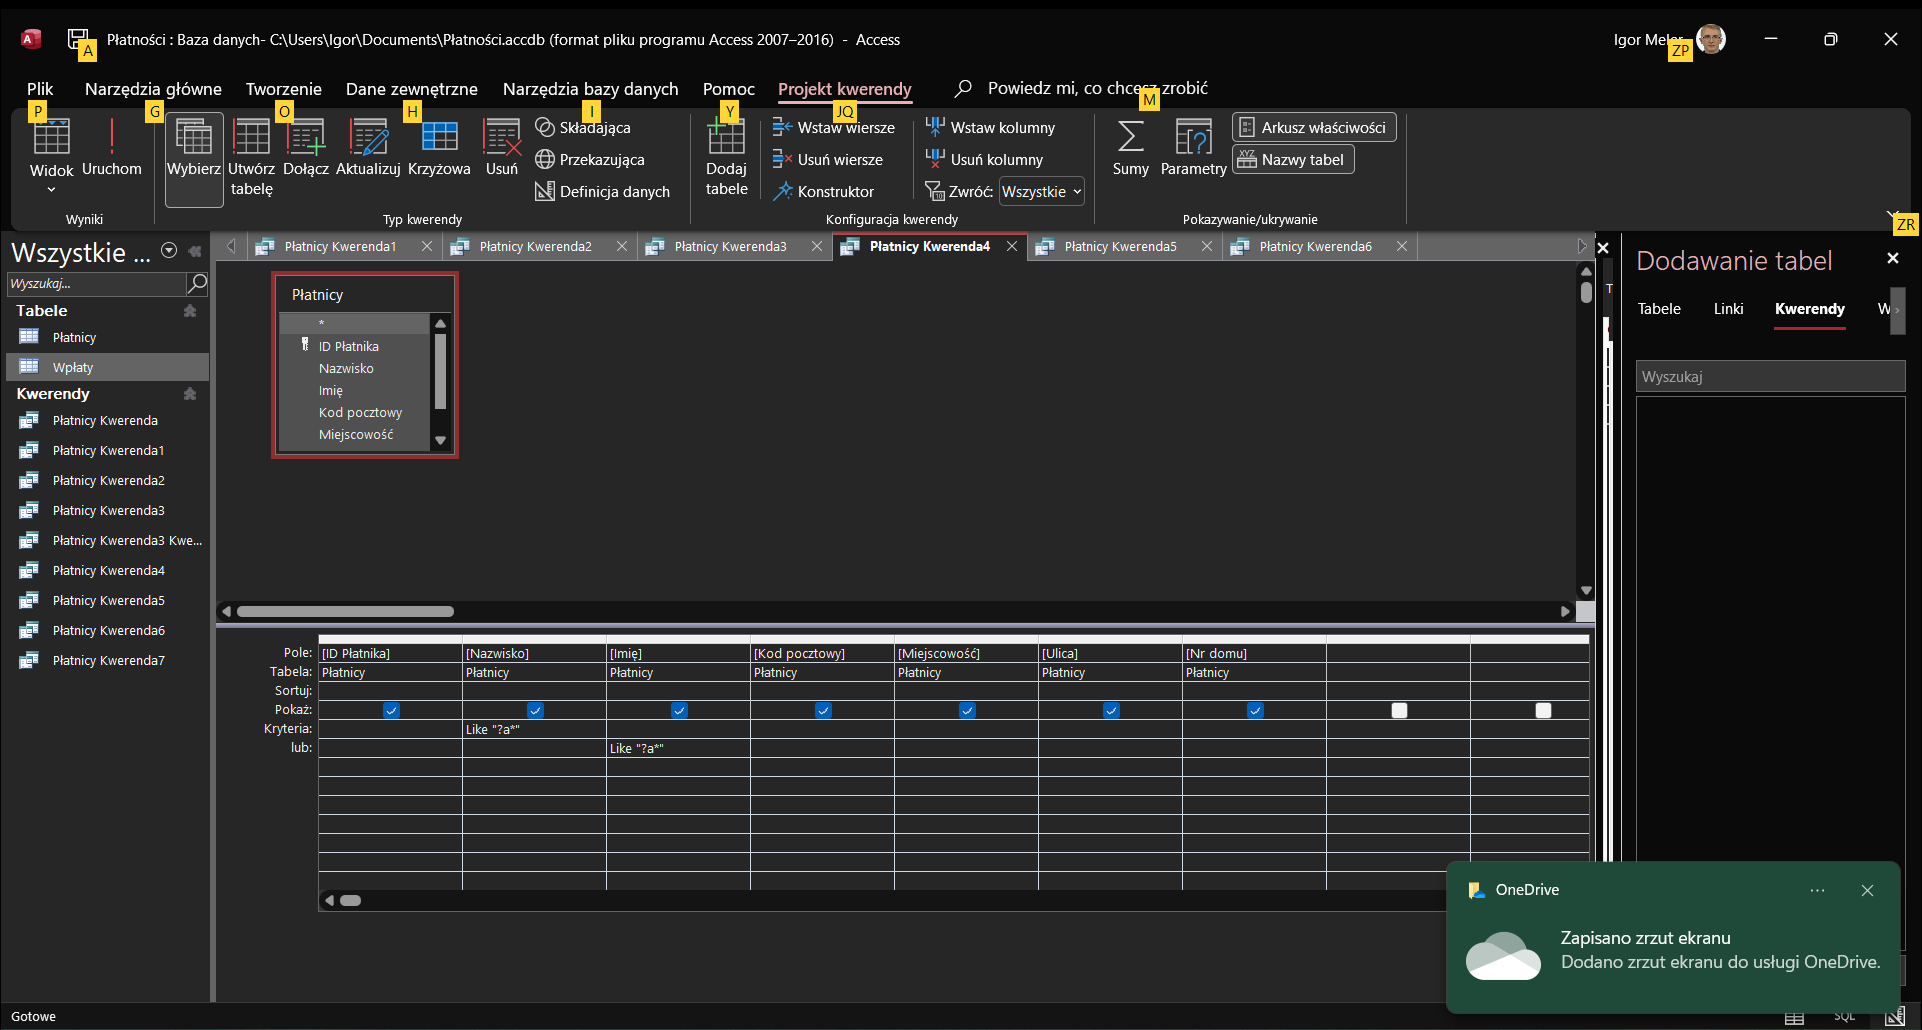 A
Płatności : Baza danych- C:\Users\Igor\Documents\Płatności.accdb (format pliku programu Access 2007–2016)  -  Access
Igor Meler
ZP
Plik
Narzędzia główne
Tworzenie
Dane zewnętrzne
Narzędzia bazy danych
Pomoc
Projekt kwerendy
Powiedz mi, co chcesz zrobić
P
G
O
H
I
Y
JQ
M
Widok
Uruchom
Wyniki
Wybierz
Utwórz tabelę
Dołącz
Aktualizuj
Krzyżowa
Usuń
Składająca
Przekazująca
Definicja danych
Typ kwerendy
Dodaj tabele
Wstaw wiersze
Usuń wiersze
Konstruktor
Wstaw kolumny
Usuń kolumny
Zwróć: Wszystkie
Konfiguracja kwerendy
Sumy
Parametry
Arkusz właściwości
Nazwy tabel
Pokazywanie/ukrywanie
ZR
Wszystkie ...
Wyszukaj...
Tabele
Płatnicy
Wpłaty
Kwerendy
Płatnicy Kwerenda
Płatnicy Kwerenda1
Płatnicy Kwerenda2
Płatnicy Kwerenda3
Płatnicy Kwerenda3 Kwe...
Płatnicy Kwerenda4
Płatnicy Kwerenda5
Płatnicy Kwerenda6
Płatnicy Kwerenda7
Płatnicy Kwerenda1
Płatnicy Kwerenda2
Płatnicy Kwerenda3
Płatnicy Kwerenda4
Płatnicy Kwerenda5
Płatnicy Kwerenda6
Płatnicy
*
ID Płatnika
Nazwisko
Imię
Kod pocztowy
Miejscowość
Pole: [ID Płatnika] [Nazwisko] [Imię] [Kod pocztowy] [Miejscowość] [Ulica] [Nr domu]
Tabela: Płatnicy Płatnicy Płatnicy Płatnicy Płatnicy Płatnicy Płatnicy
Sortuj:
Pokaż:
Kryteria: Like "?a*"
lub: Like "?a*"
T
Dodawanie tabel
Tabele
Linki
Kwerendy
W
Wyszukaj
OneDrive
Zapisano zrzut ekranu
Dodano zrzut ekranu do usługi OneDrive.
Gotowe
SQL